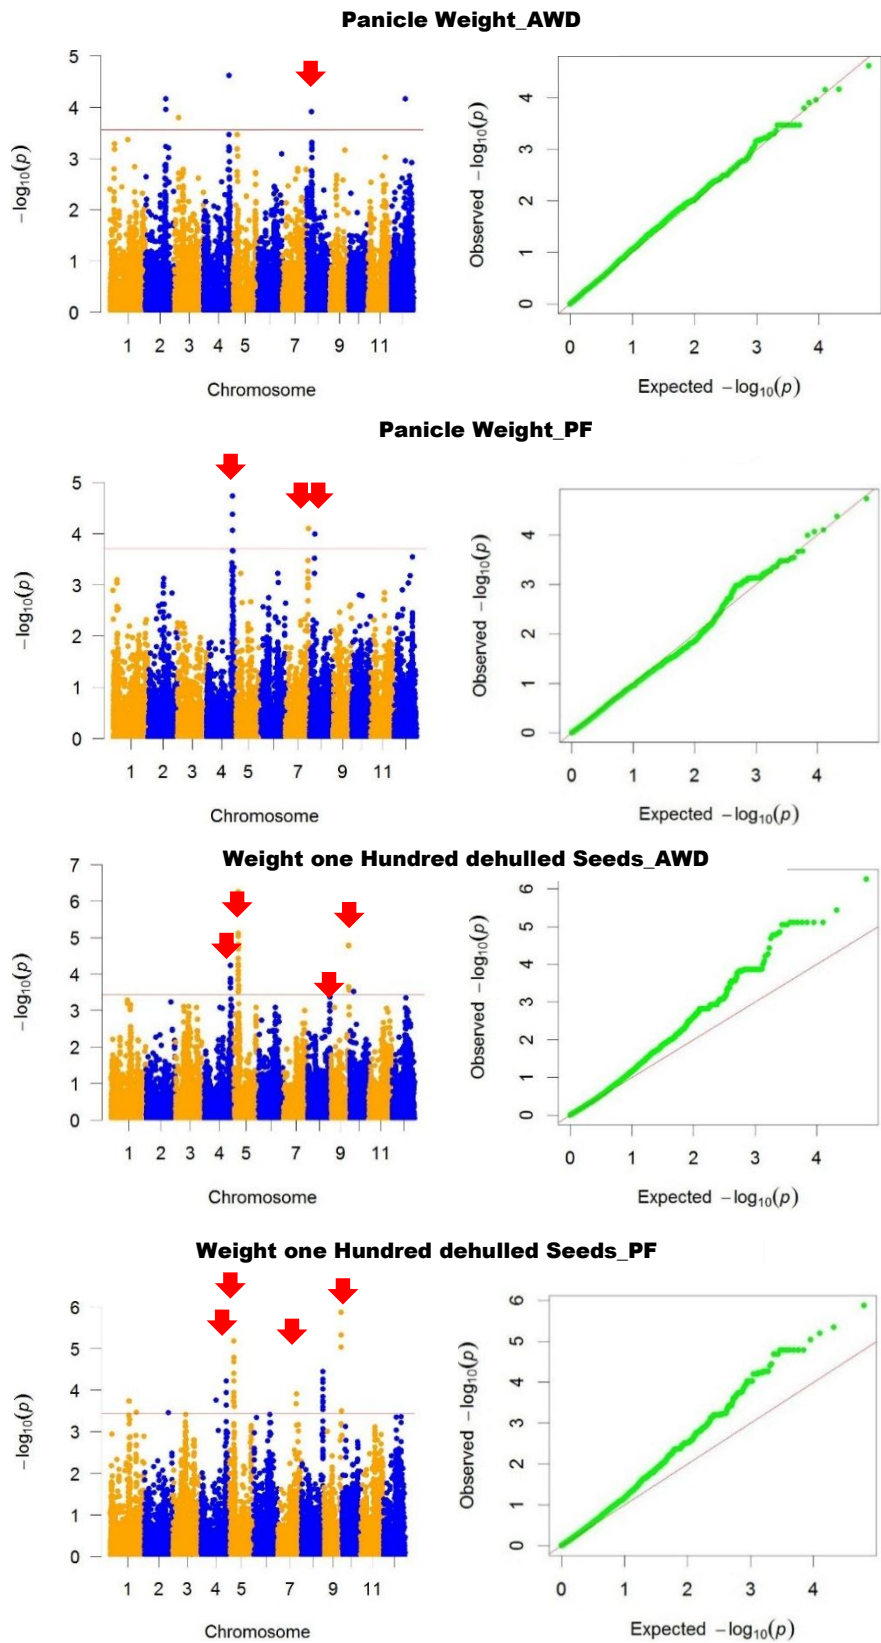 Panicle Weight_AWD
5
4
3
2
1
0
−log₁₀(p)
1 2 3 4 5 7 9 11
Chromosome
4
3
2
1
0
Observed −log₁₀(p)
0 1 2 3 4
Expected −log₁₀(p)
Panicle Weight_PF
5
4
3
2
1
0
−log₁₀(p)
1 2 3 4 5 7 9 11
Chromosome
4
3
2
1
0
Observed −log₁₀(p)
0 1 2 3 4
Expected −log₁₀(p)
Weight one Hundred dehulled Seeds_AWD
7
6
5
4
3
2
1
0
−log₁₀(p)
1 2 3 4 5 7 9 11
Chromosome
6
5
4
3
2
1
0
Observed −log₁₀(p)
0 1 2 3 4
Expected −log₁₀(p)
Weight one Hundred dehulled Seeds_PF
6
5
4
3
2
1
0
−log₁₀(p)
1 2 3 4 5 7 9 11
Chromosome
6
5
4
3
2
1
0
Observed −log₁₀(p)
0 1 2 3 4
Expected −log₁₀(p)